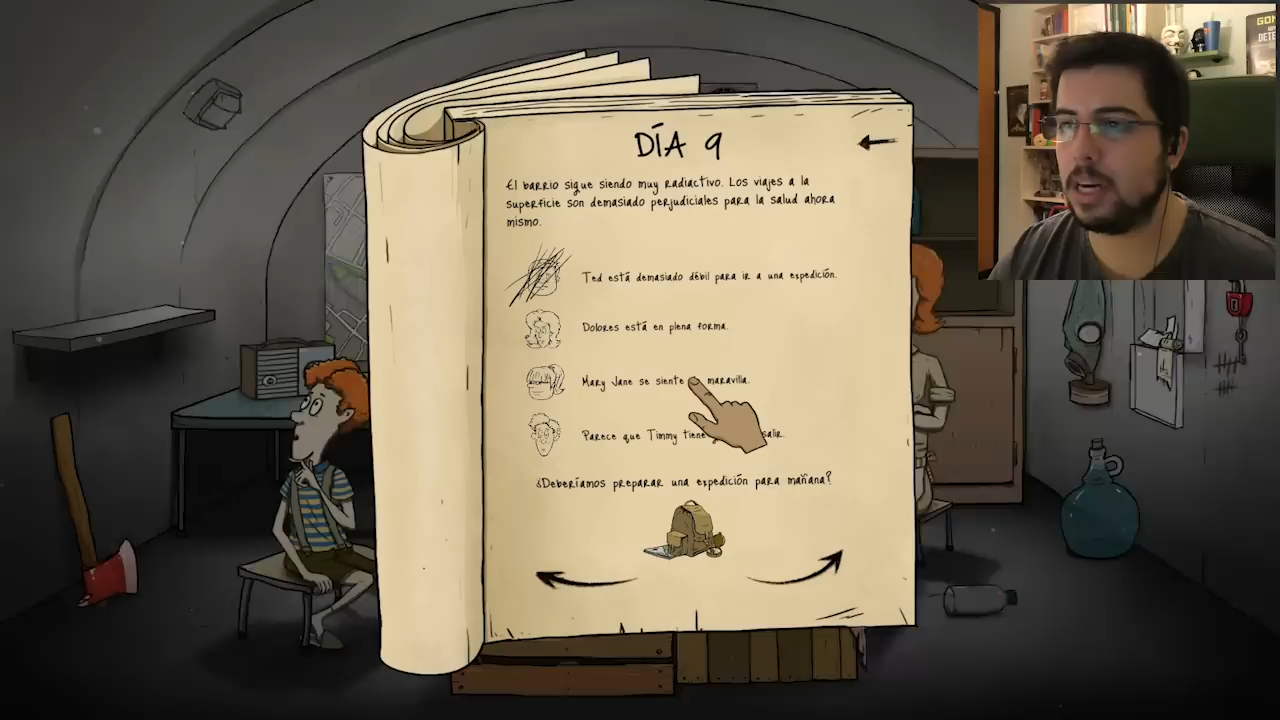 DÍA 9
El barrio sigue siendo muy radiactivo. Los viajes a la
superficie son demasiado perjudiciales para la salud ahora
mismo.
Ted está demasiado débil para ir a una expedición.
Dolores está en plena forma.
Mary Jane se siente maravilla.
Parece que Timmy tiene salir.
¿Deberíamos preparar una expedición para mañana?